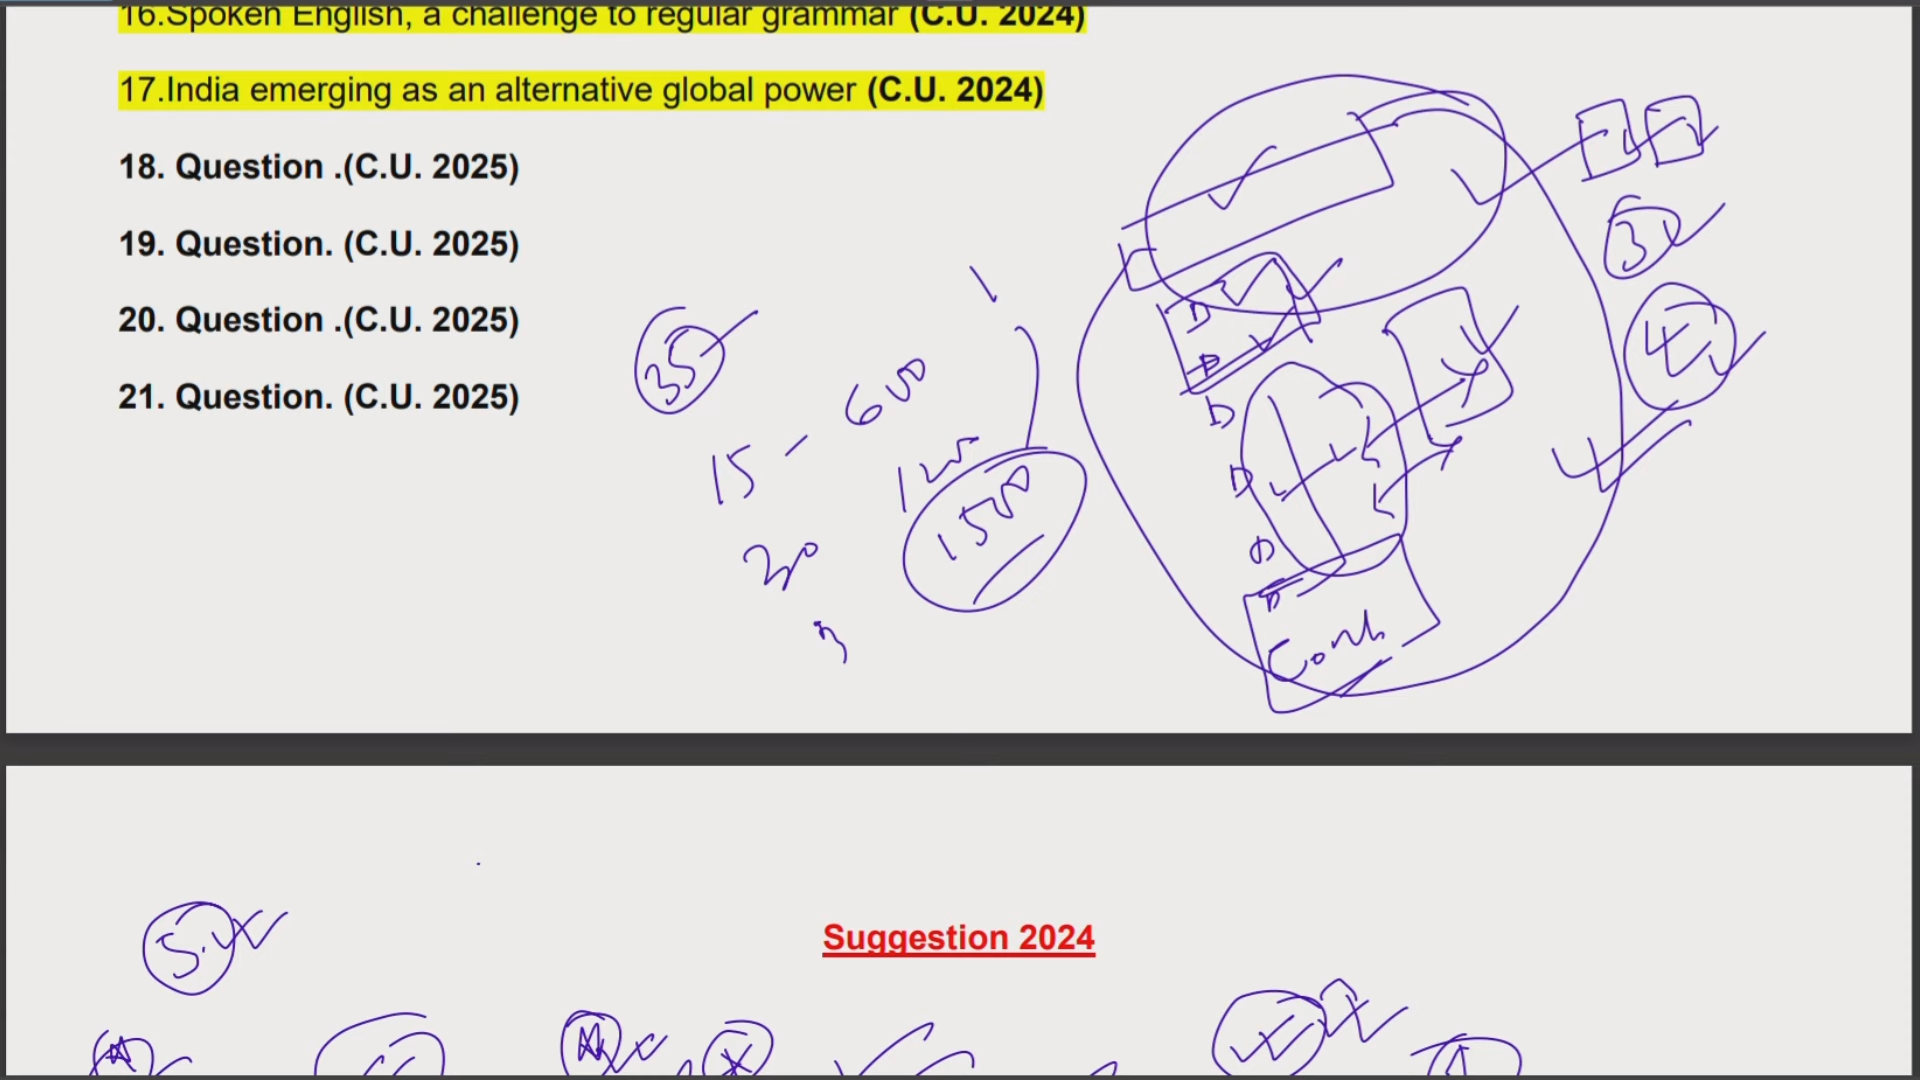 16.Spoken English, a challenge to regular grammar (C.U. 2024)
17.India emerging as an alternative global power (C.U. 2024)
18. Question .(C.U. 2025)
19. Question. (C.U. 2025)
20. Question .(C.U. 2025)
21. Question. (C.U. 2025)
35
15 - 600
1500
30
D
D
D
Suggestion 2024